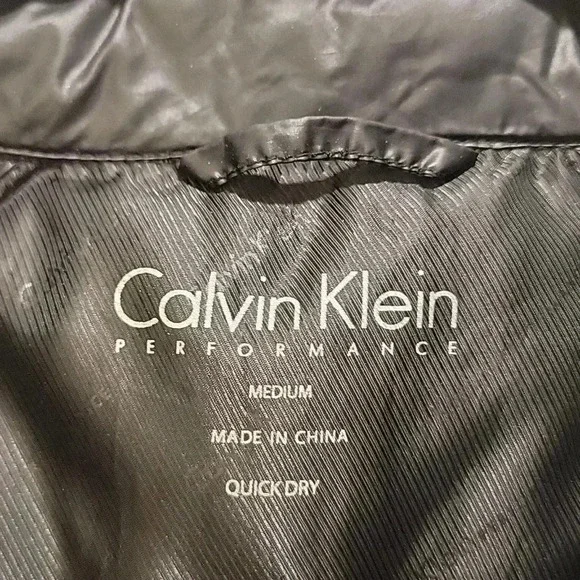 Calvin Klein
PERFORMANCE
MEDIUM
MADE IN CHINA
QUICK DRY